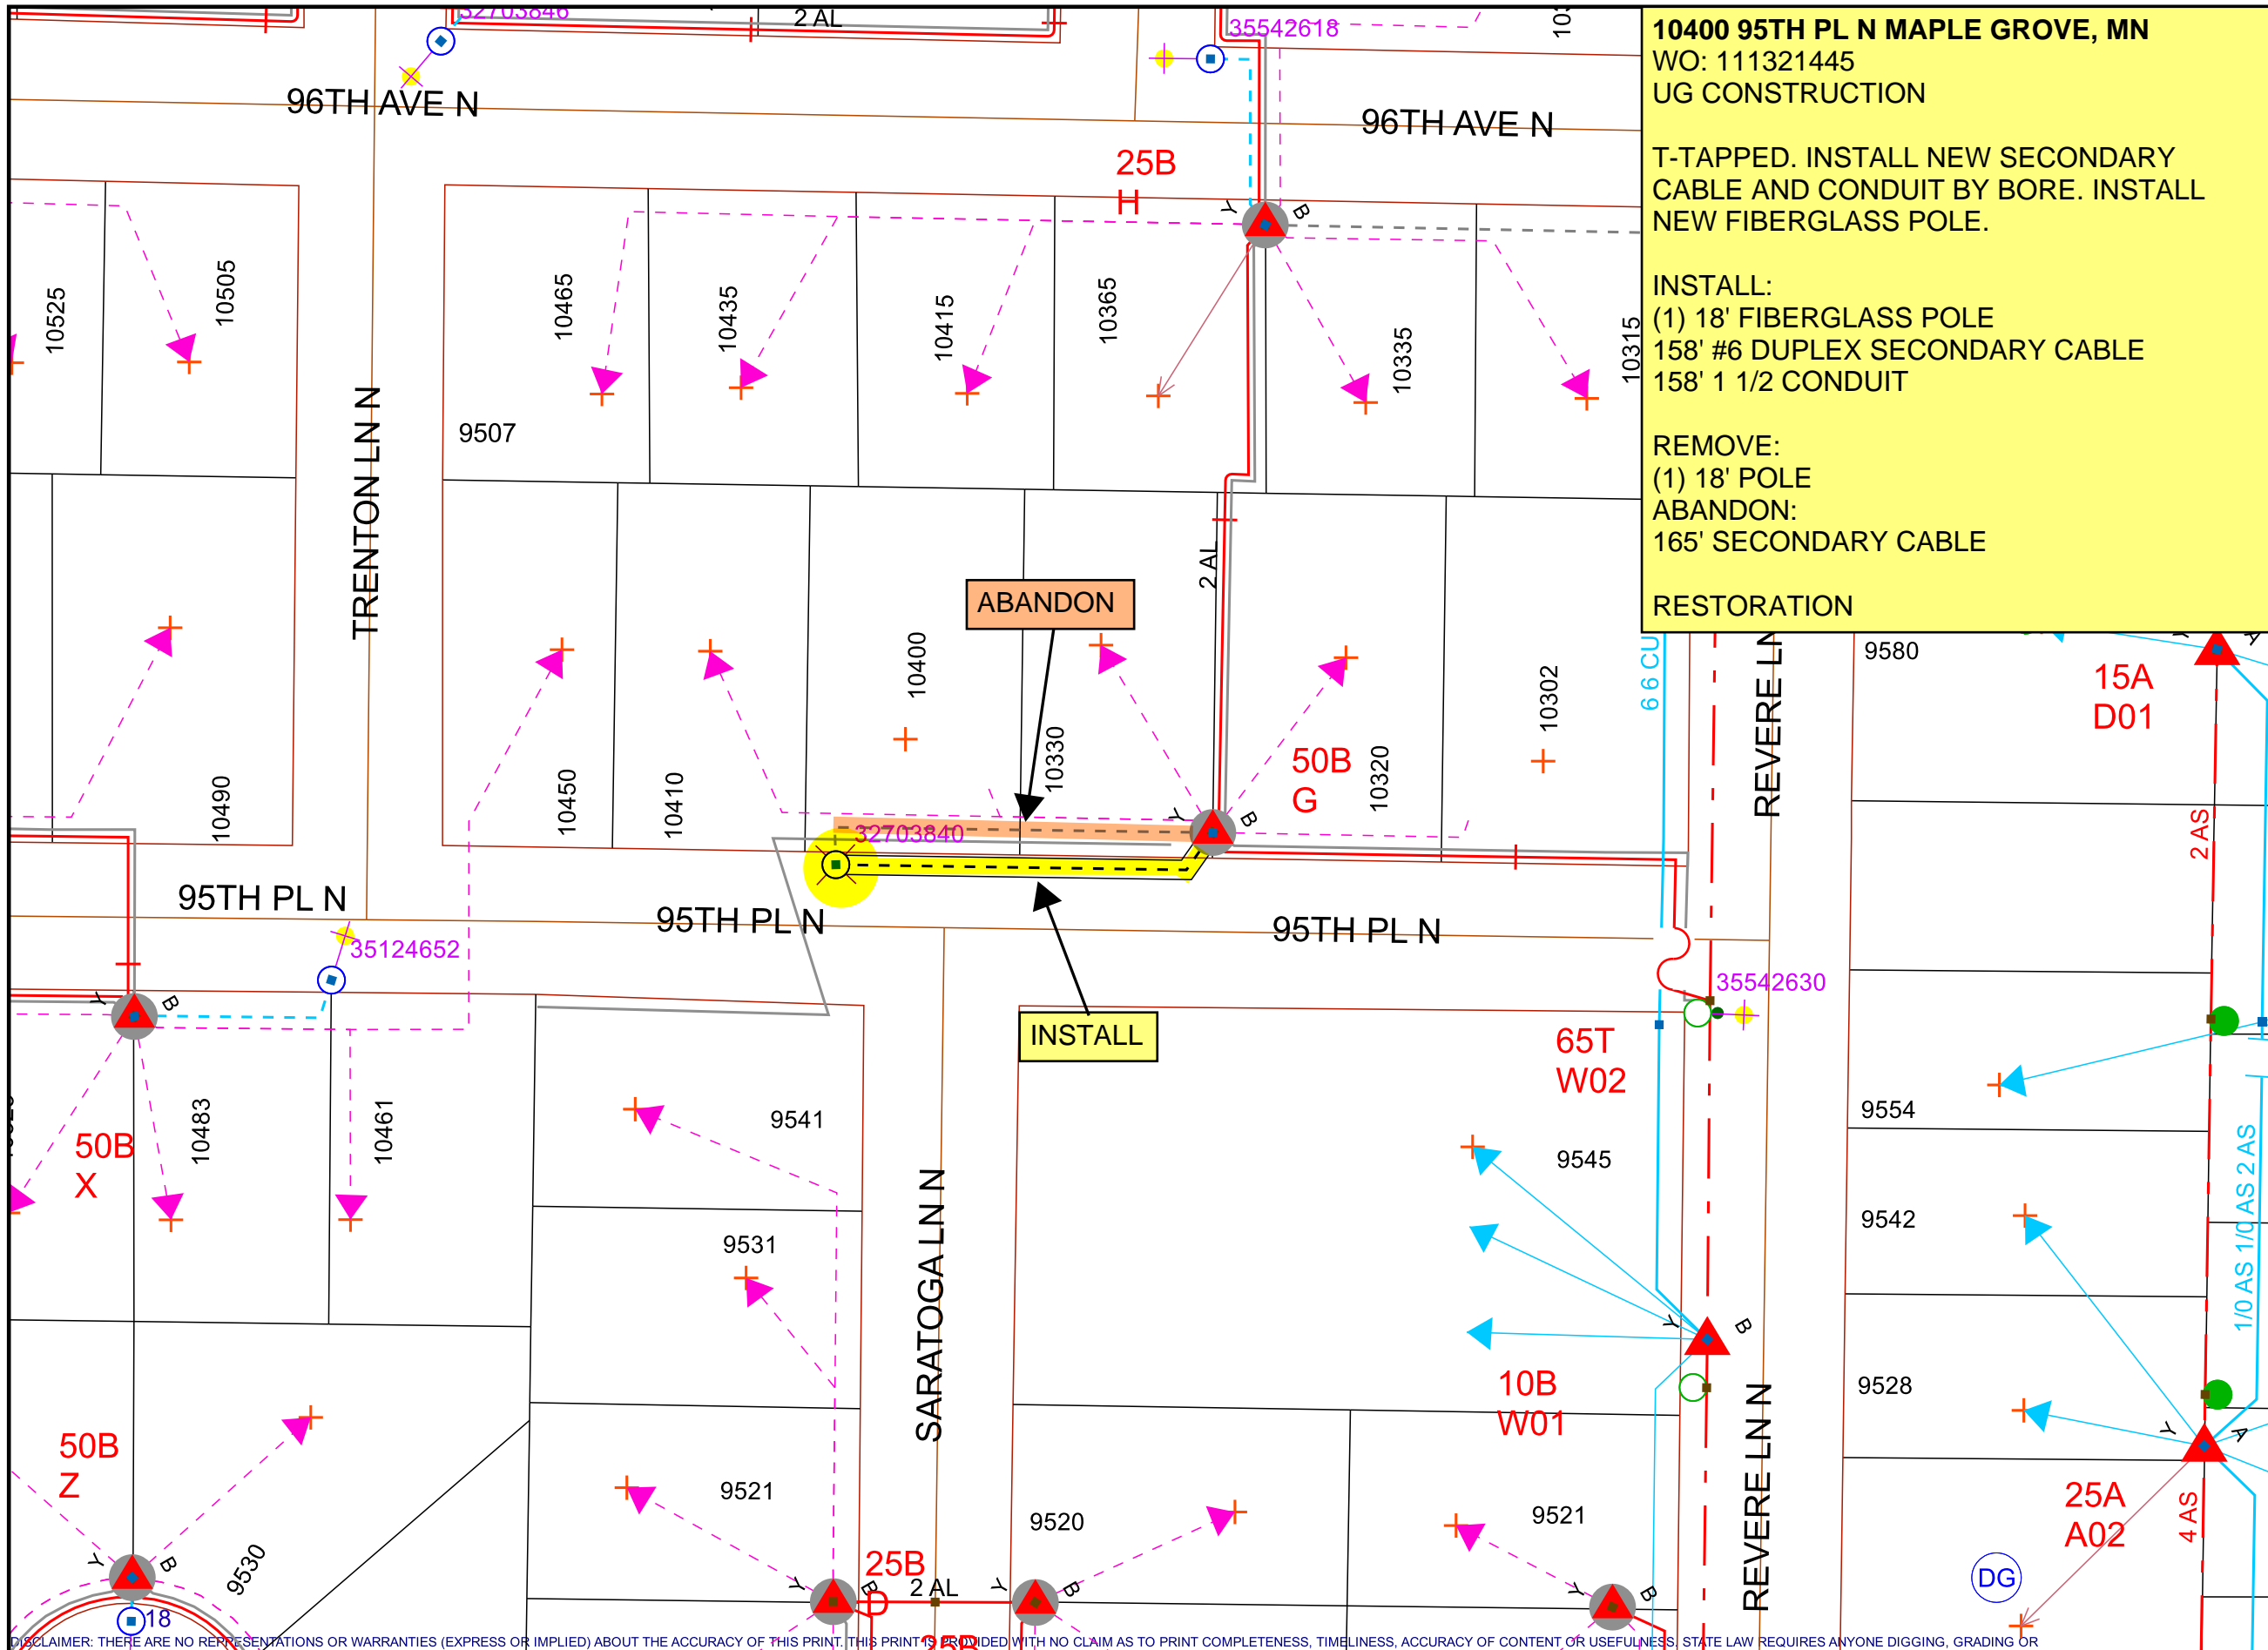 32703846
2 AL
35542618
10400 95TH PL N MAPLE GROVE, MN
WO: 111321445
UG CONSTRUCTION
T-TAPPED. INSTALL NEW SECONDARY
CABLE AND CONDUIT BY BORE. INSTALL
NEW FIBERGLASS POLE.
INSTALL:
(1) 18' FIBERGLASS POLE
158' #6 DUPLEX SECONDARY CABLE
158' 1 1/2 CONDUIT
REMOVE:
(1) 18' POLE
ABANDON:
165' SECONDARY CABLE
RESTORATION
96TH AVE N
96TH AVE N
25B
H
Y
B
10525
10505
10465
10435
10415
10365
10335
10315
TRENTON LN N
9507
2 AL
ABANDON
10400
10330
10302
10320
50B
G
6 6 CU
REVERE LN
9580
Y
A
15A
D01
10490
10450
10410
Y
B
32703840
2 AS
95TH PL N
95TH PL N
95TH PL N
35124652
35542630
Y
B
INSTALL
65T
W02
50B
X
10483
10461
9541
9545
9554
9531
SARATOGA LN N
9542
1/0 AS 1/0 AS 2 AS
Y
B
10B
W01
9528
REVERE LN N
Y
A
50B
Z
9521
9520
9521
25A
A02
4 AS
9530
Y
B
18
25B
D
Y
B
2 AL
Y
B
Y
B
DG
25B
DISCLAIMER: THERE ARE NO REPRESENTATIONS OR WARRANTIES (EXPRESS OR IMPLIED) ABOUT THE ACCURACY OF THIS PRINT. THIS PRINT IS PROVIDED WITH NO CLAIM AS TO PRINT COMPLETENESS, TIMELINESS, ACCURACY OF CONTENT OR USEFULNESS. STATE LAW REQUIRES ANYONE DIGGING, GRADING OR